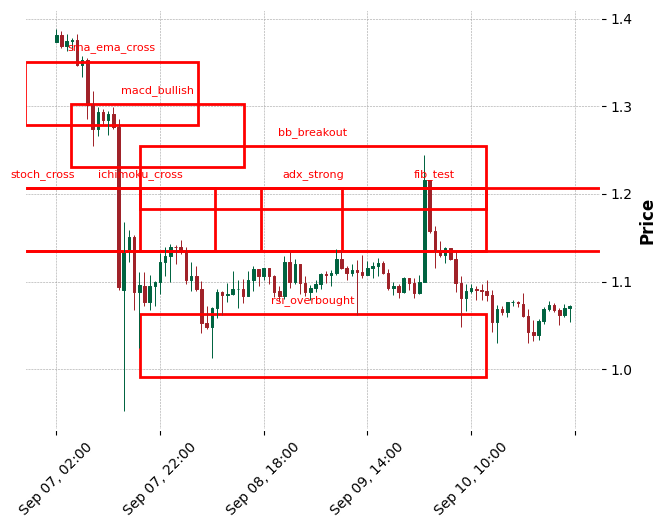 1.4
sma_ema_cross
1.3
macd_bullish
bb_breakout
stoch_cross
ichimoku_cross
adx_strong
fib_test
1.2
Price
1.1
rsi_overbought
1.0
Sep 07, 02:00
Sep 07, 22:00
Sep 08, 18:00
Sep 09, 14:00
Sep 10, 10:00